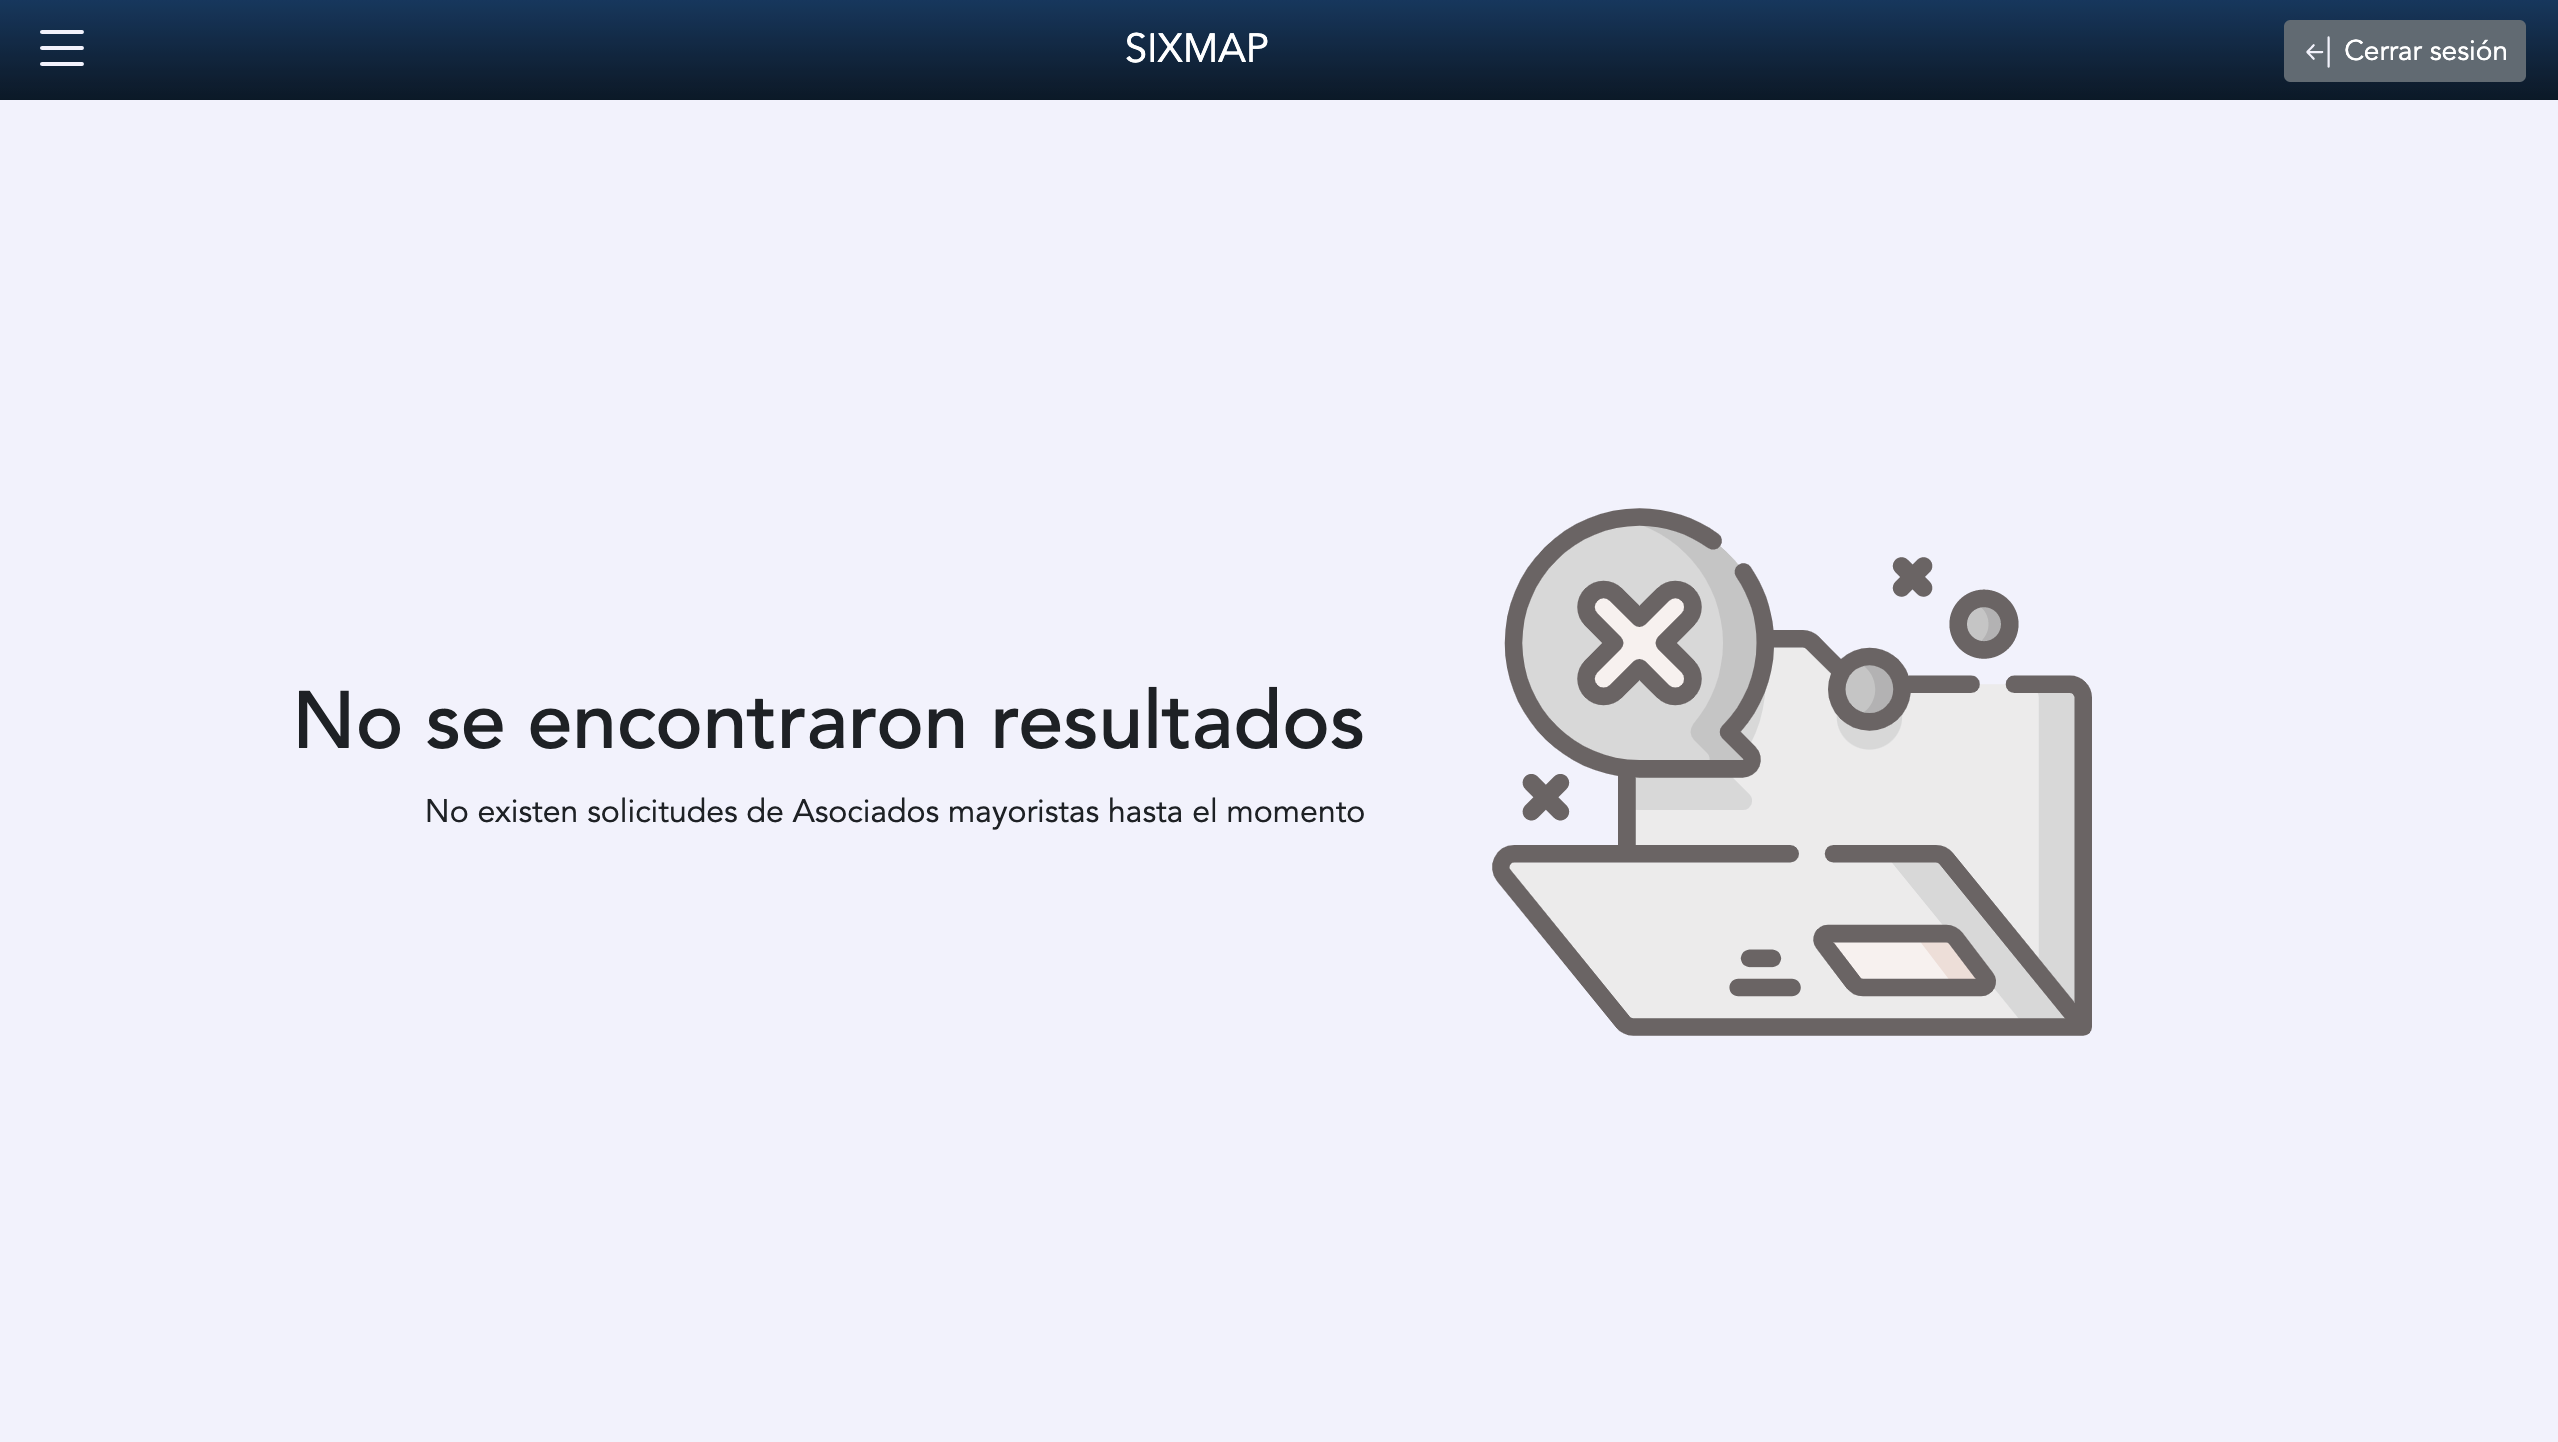 SIXMAP
Cerrar sesión
No se encontraron resultados
No existen solicitudes de Asociados mayoristas hasta el momento